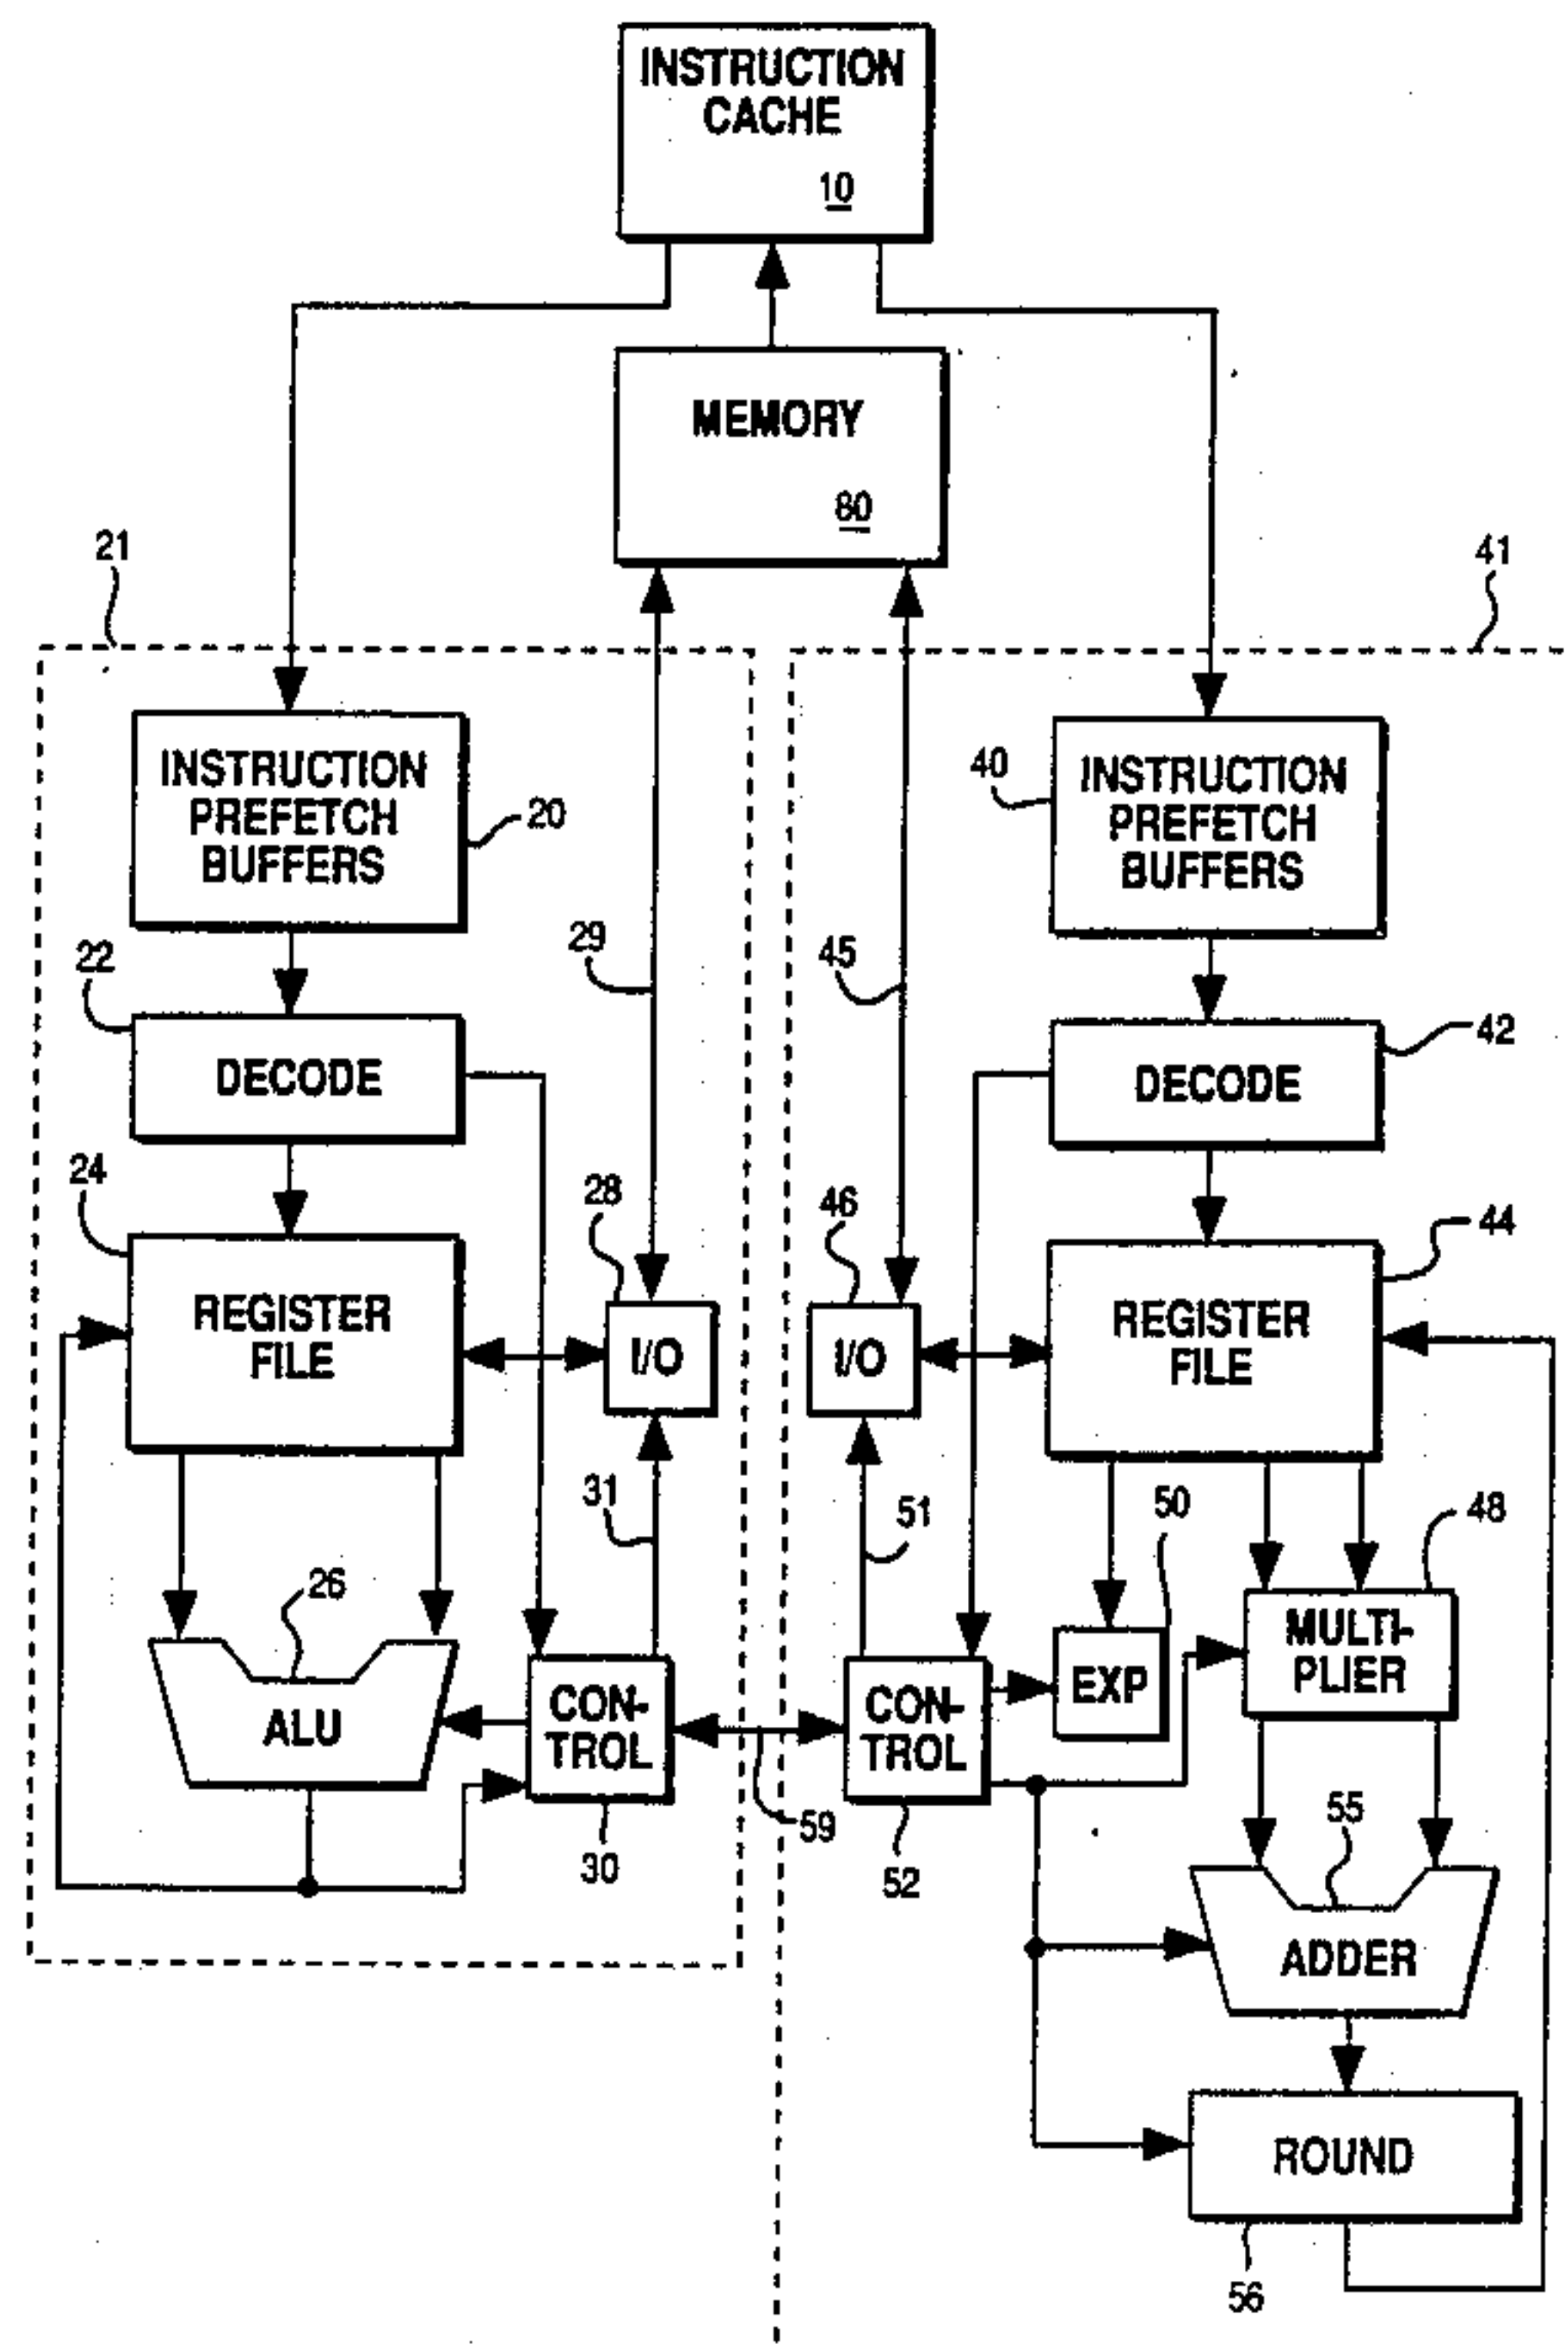 INSTRUCTION
CACHE
10
MEMORY
80
21
41
INSTRUCTION
PREFETCH
BUFFERS
20
40
INSTRUCTION
PREFETCH
BUFFERS
22
29
45
DECODE
42
DECODE
24
28
46
44
REGISTER
FILE
I/O
I/O
REGISTER
FILE
31
51
50
48
26
ALU
CON-
TROL
30
59
CON-
TROL
52
EXP
MULTI-
PLIER
55
ADDER
ROUND
56